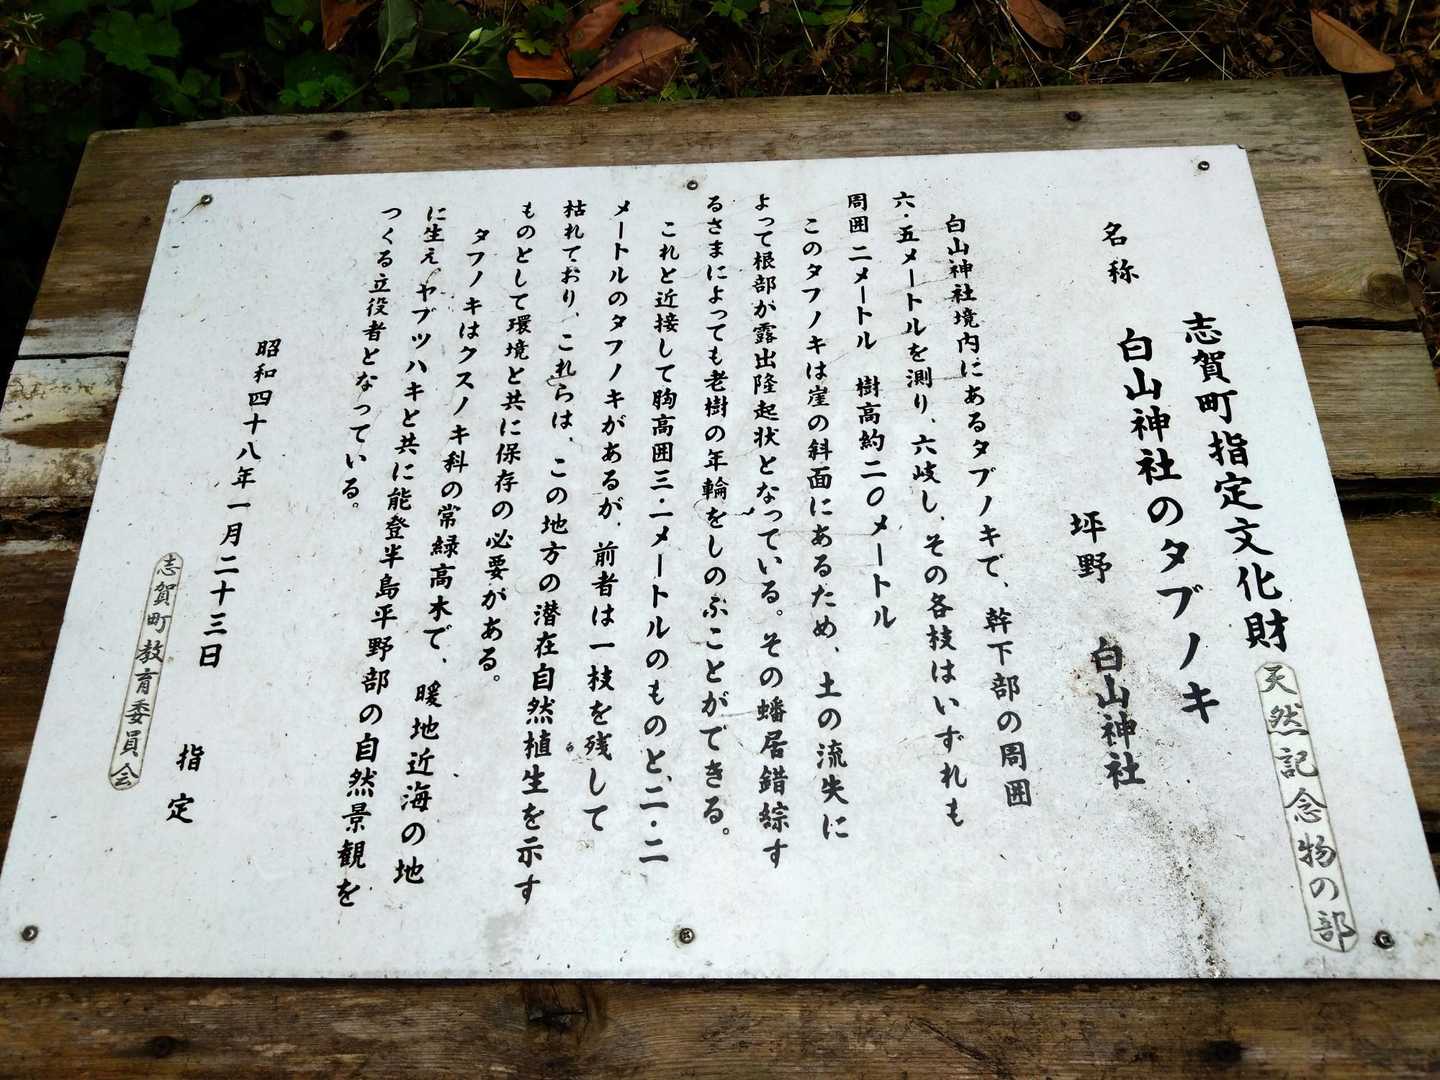 志賀町指定文化財 天然記念物の部
名称 白山神社のタブノキ
坪野 白山神社
白山神社境内にあるタブノキで、幹下部の周囲
六・五メートルを測り、六岐し、その各枝はいずれも
周囲二メートル 樹高約二〇メートル
このタフノキは崖の斜面にあるため、土の流失に
よって根部が露出隆起状となっている。その蟠居錯綜す
るさまによっても老樹の年輪をしのぶことができる。
これと近接して胸高囲三・一メートルのものと、二・二
メートルのタフノキがあるが、前者は一枝を残して
枯れており、これらは、この地方の潜在自然植生を示す
ものとして環境と共に保存の必要がある。
タフノキはクスノキ科の常緑高木で、暖地近海の地
に生え、ヤブツハキと共に能登半島平野部の自然景観を
つくる立役者となっている。
昭和四十八年一月二十三日 指定
志賀町教育委員会